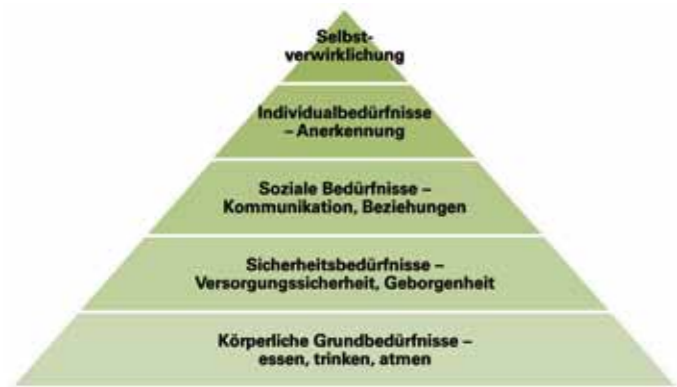 Selbst-
verwirklichung
Individualbedürfnisse
– Anerkennung
Soziale Bedürfnisse –
Kommunikation, Beziehungen
Sicherheitsbedürfnisse –
Versorgungssicherheit, Geborgenheit
Körperliche Grundbedürfnisse –
essen, trinken, atmen